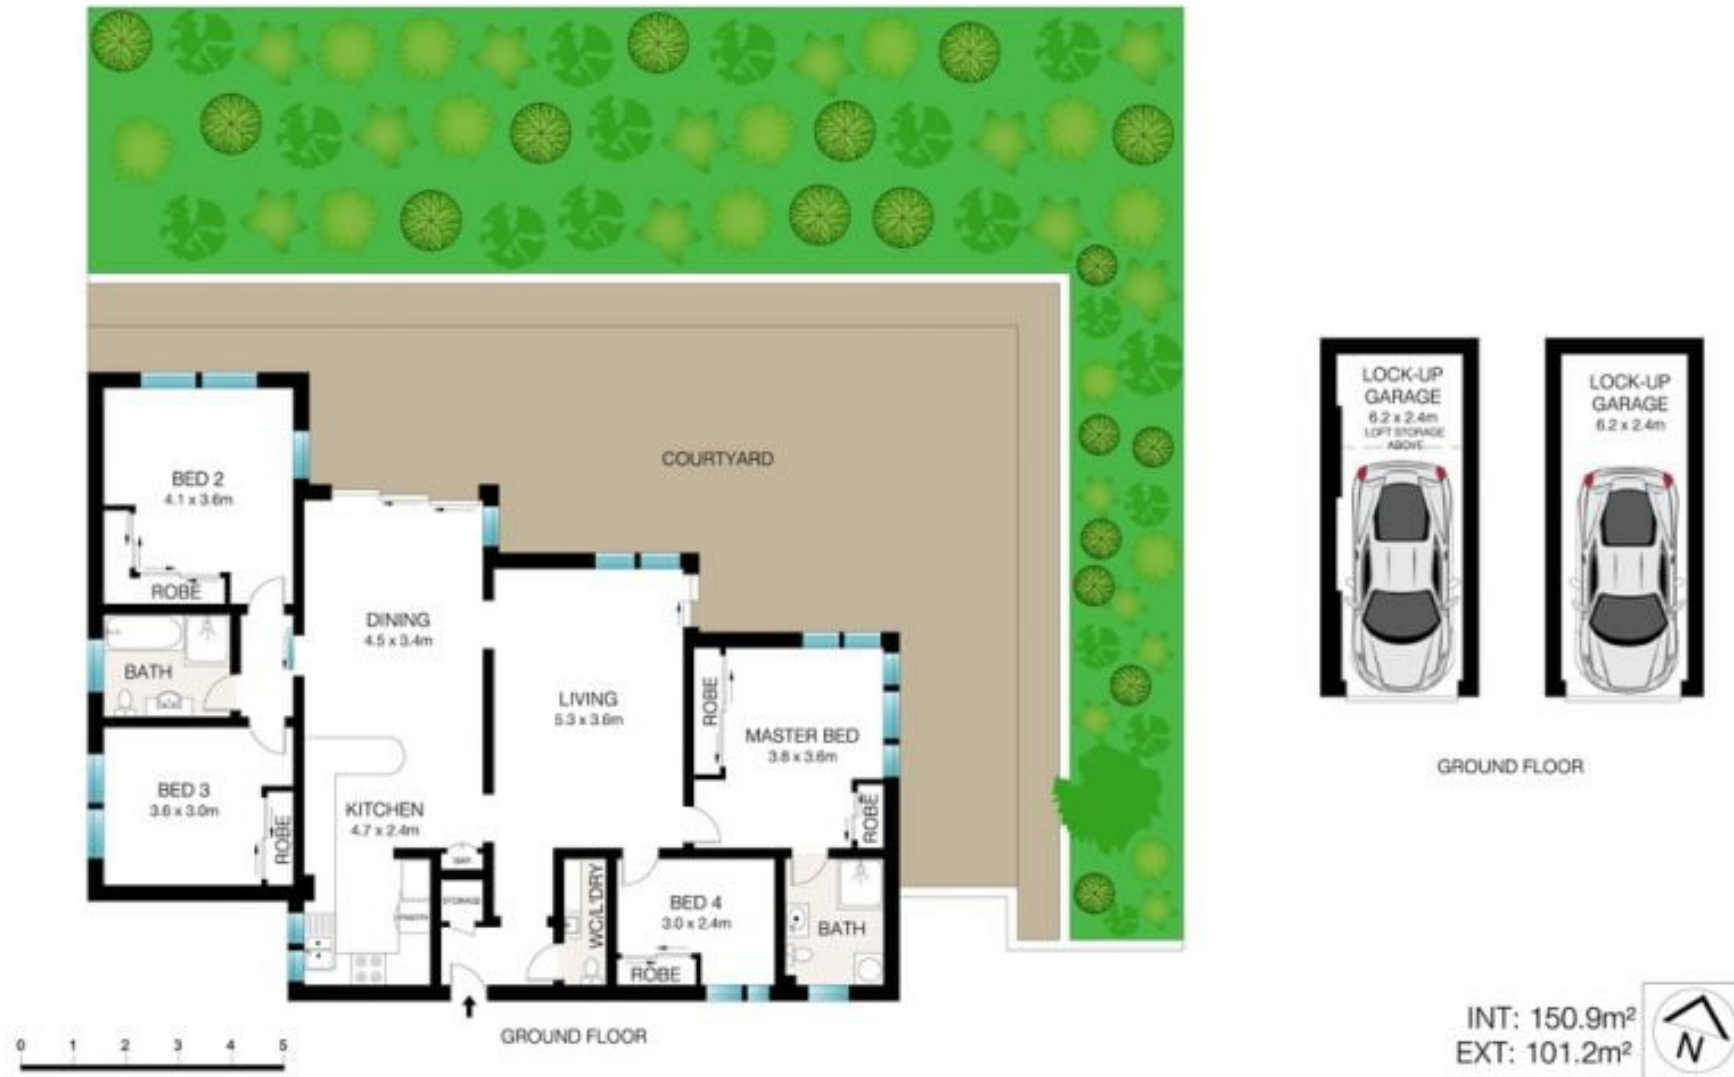 COURTYARD
BED 2
4.1 x 3.6m
ROBE
BATH
BED 3
3.6 x 3.0m
ROBE
DINING
4.5 x 3.4m
KITCHEN
4.7 x 2.4m
PANTRY
STORAGE
LIVING
5.3 x 3.6m
WC/L'DRY
ROBE
MASTER BED
3.8 x 3.6m
ROBE
BED 4
3.0 x 2.4m
ROBE
BATH
GROUND FLOOR
0 1 2 3 4 5
LOCK-UP
GARAGE
6.2 x 2.4m
LOFT STORAGE
ABOVE
LOCK-UP
GARAGE
6.2 x 2.4m
GROUND FLOOR
INT: 150.9m²
EXT: 101.2m²
N